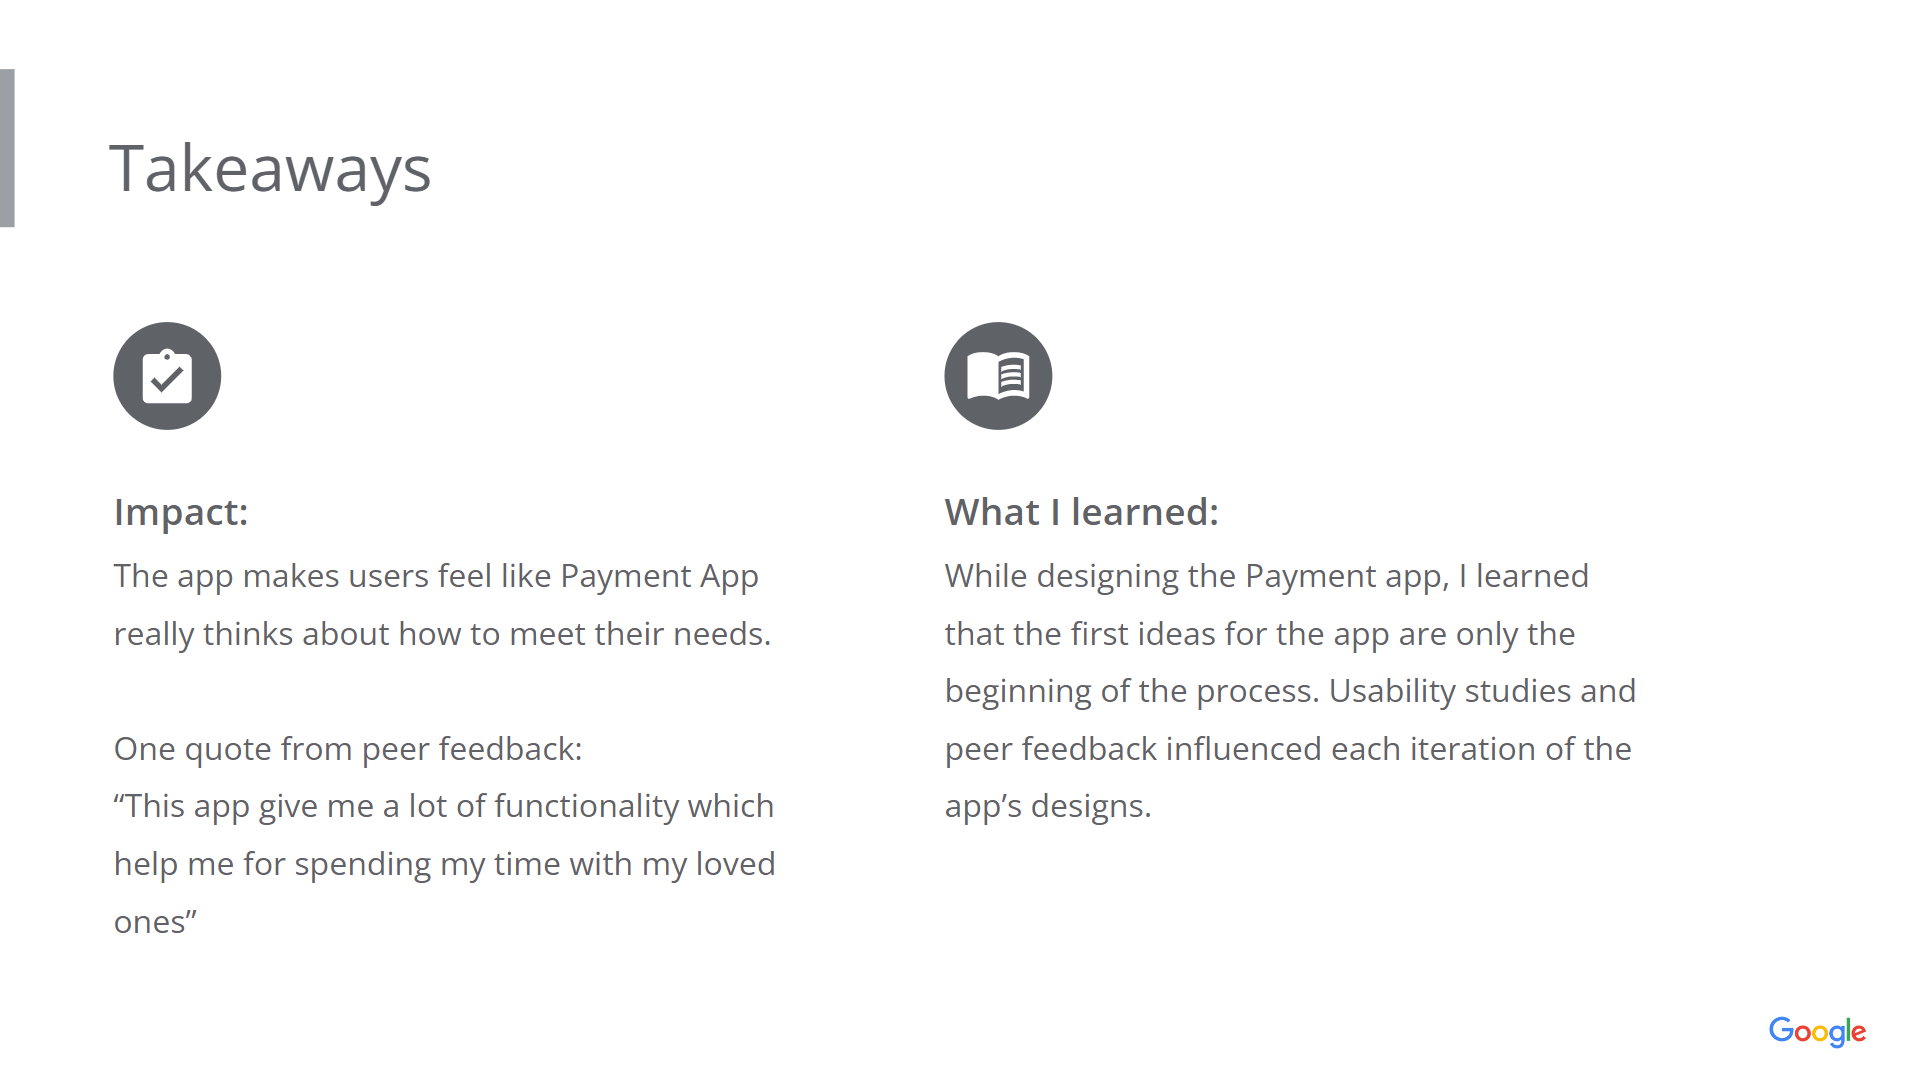 Takeaways
Impact:
The app makes users feel like Payment App
really thinks about how to meet their needs.
One quote from peer feedback:
“This app give me a lot of functionality which
help me for spending my time with my loved
ones”
What I learned:
While designing the Payment app, I learned
that the first ideas for the app are only the
beginning of the process. Usability studies and
peer feedback influenced each iteration of the
app’s designs.
Google